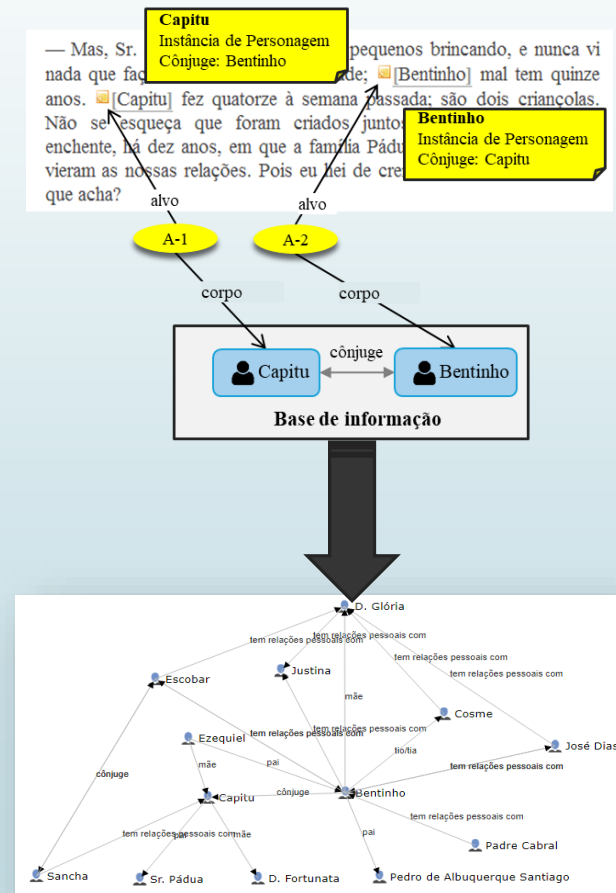 Capitu
Instância de Personagem
Cônjuge: Bentinho
— Mas, Sr. pequenos brincando, e nunca vi
nada que faç de; [Bentinho] mal tem quinze
anos. [Capitu] fez quatorze à semana passada; são dois criançolas.
Não se esqueça que foram criados juntos
enchente, há dez anos, em que a família Pádu
vieram as nossas relações. Pois eu hei de cre
que acha?
Bentinho
Instância de Personagem
Cônjuge: Capitu
alvo
alvo
A-1
A-2
corpo
corpo
Capitu
cônjuge
Bentinho
Base de informação
D. Glória
tem relações pessoais com
tem relações pessoais com
tem relações pessoais com
tem relações pessoais com
Justina
Escobar
mãe
Cosme
tem relações pessoais com
tem relações pessoais com
Ezequiel
José Dias
tio/tia
pai
mãe
tem relações pessoais com
cônjuge
Capitu
cônjuge
Bentinho
tem relações pessoais com
tem relações pessoais com
pai
mãe
pai
Padre Cabral
Sancha
Sr. Pádua
D. Fortunata
Pedro de Albuquerque Santiago